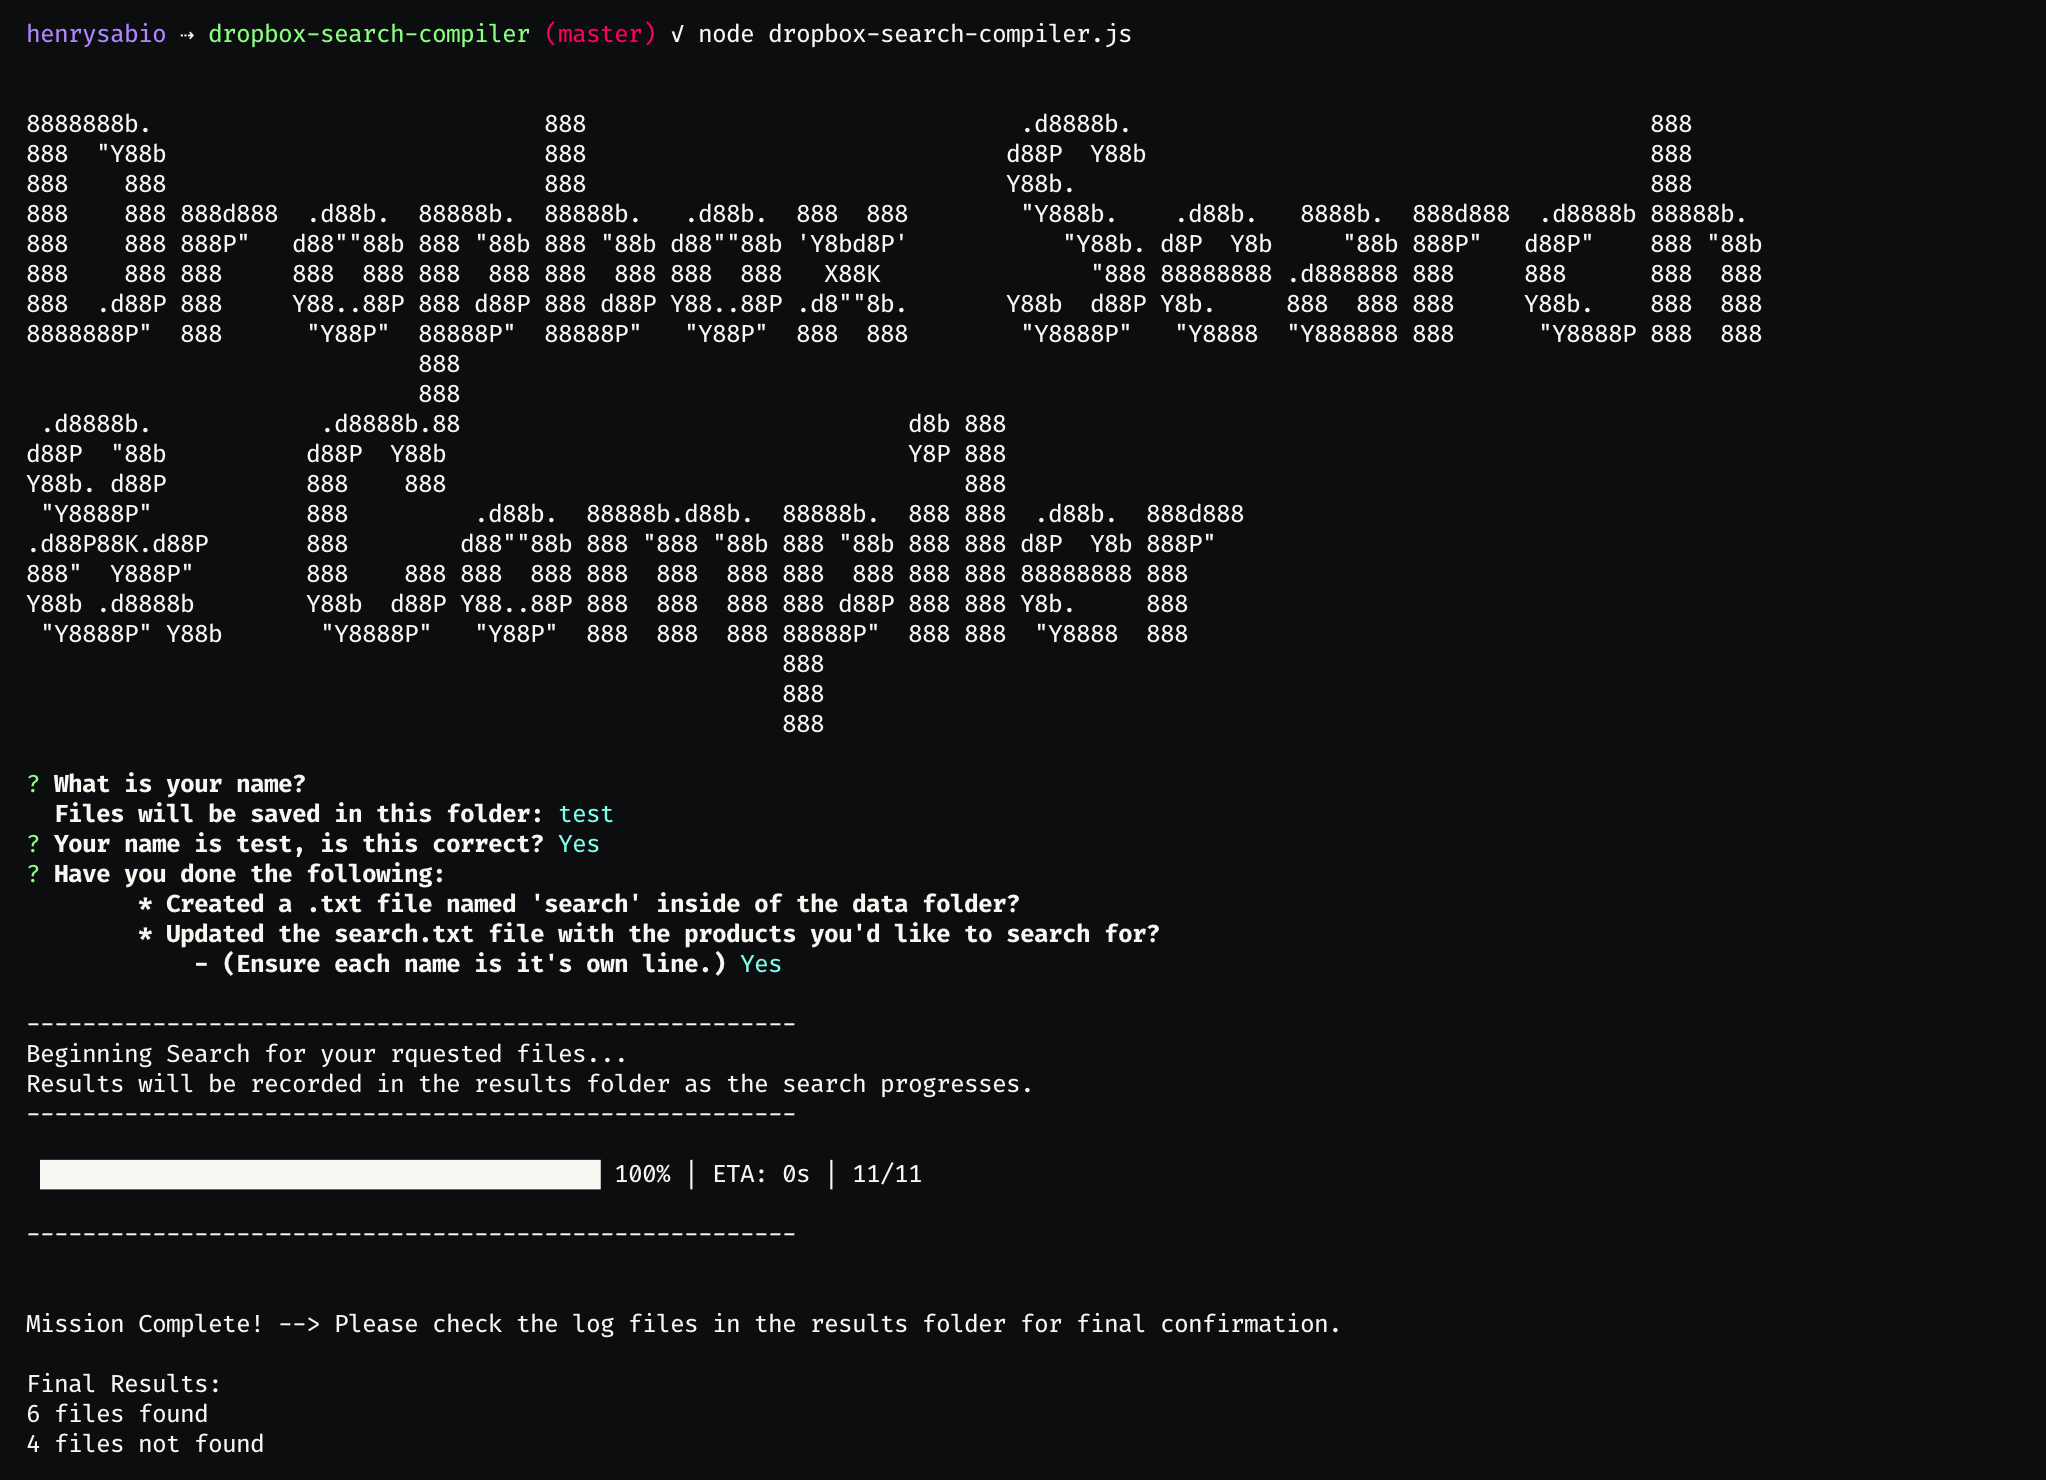 henrysabio ⇢ dropbox-search-compiler (master) √ node dropbox-search-compiler.js
8888888b.                            888                               .d8888b.                                     888
888  "Y88b                           888                              d88P  Y88b                                    888
888    888                           888                              Y88b.                                         888
888    888 888d888  .d88b.  88888b.  88888b.   .d88b.  888  888        "Y888b.    .d88b.   8888b.  888d888  .d8888b 88888b.
888    888 888P"   d88""88b 888 "88b 888 "88b d88""88b 'Y8bd8P'           "Y88b. d8P  Y8b     "88b 888P"   d88P"    888 "88b
888    888 888     888  888 888  888 888  888 888  888   X88K               "888 88888888 .d888888 888     888      888  888
888  .d88P 888     Y88..88P 888 d88P 888 d88P Y88..88P .d8""8b.       Y88b  d88P Y8b.     888  888 888     Y88b.    888  888
8888888P"  888      "Y88P"  88888P"  88888P"   "Y88P"  888  888        "Y8888P"   "Y8888  "Y888888 888      "Y8888P 888  888
                            888
                            888
 .d8888b.            .d8888b.88                                d8b 888
d88P  "88b          d88P  Y88b                                 Y8P 888
Y88b. d88P          888    888                                     888
 "Y8888P"           888         .d88b.  88888b.d88b.  88888b.  888 888  .d88b.  888d888
.d88P88K.d88P       888        d88""88b 888 "888 "88b 888 "88b 888 888 d8P  Y8b 888P"
888"  Y888P"        888    888 888  888 888  888  888 888  888 888 888 88888888 888
Y88b .d8888b        Y88b  d88P Y88..88P 888  888  888 888 d88P 888 888 Y8b.     888
 "Y8888P" Y88b       "Y8888P"   "Y88P"  888  888  888 88888P"  888 888  "Y8888  888
                                                      888
                                                      888
                                                      888
? What is your name?
  Files will be saved in this folder: test
? Your name is test, is this correct? Yes
? Have you done the following:
        * Created a .txt file named 'search' inside of the data folder?
        * Updated the search.txt file with the products you'd like to search for?
            - (Ensure each name is it's own line.) Yes
-------------------------------------------------------
Beginning Search for your rquested files...
Results will be recorded in the results folder as the search progresses.
-------------------------------------------------------
100% | ETA: 0s | 11/11
-------------------------------------------------------
Mission Complete! --> Please check the log files in the results folder for final confirmation.
Final Results:
6 files found
4 files not found